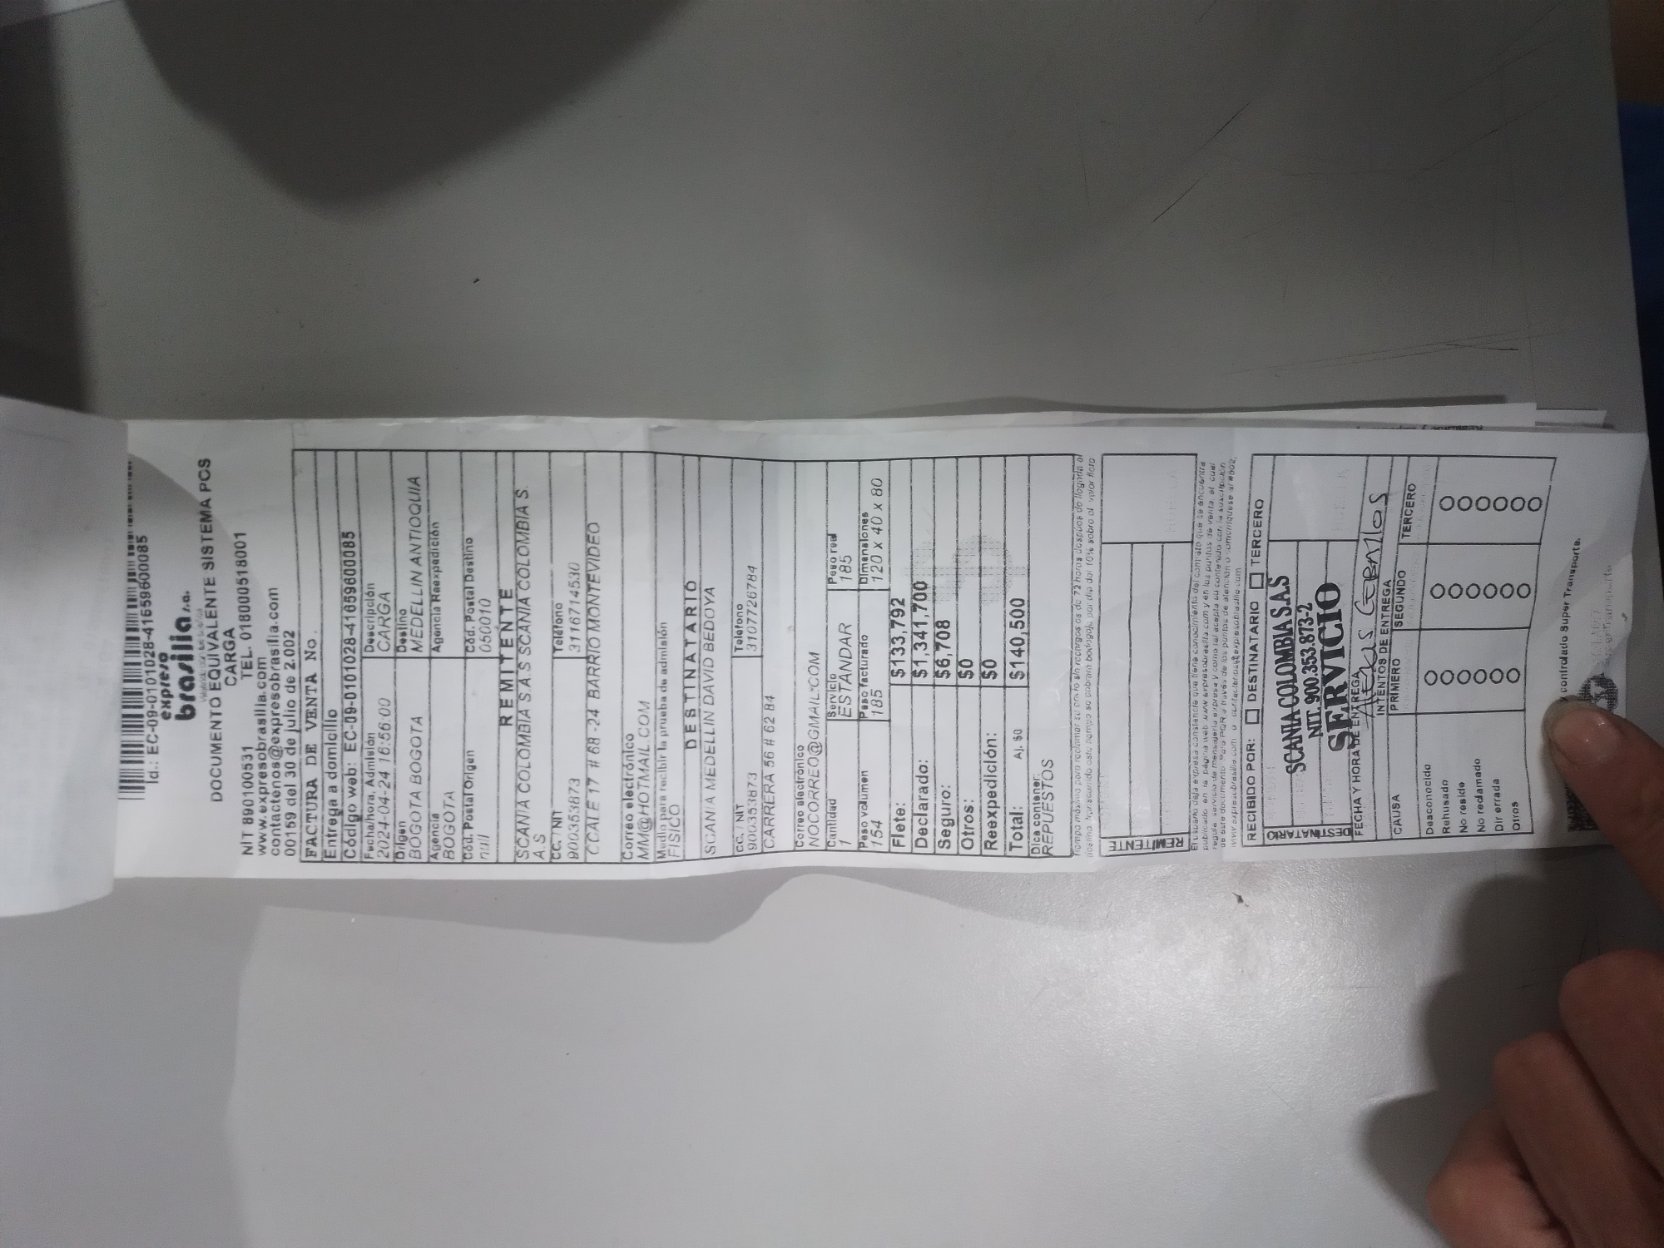 Id.: EC-09-0101028-4165960085
expreso
brasilia s.a.
DOCUMENTO EQUIVALENTE SISTEMA PCS
CARGA
NIT 890100531 TEL. 018000518001
www.expresobrasilia.com
contactenos@expresobrasilia.com
00159 del 30 de julio de 2.002
FACTURA DE VENTA No.
Entrega a domicilio
Código web: EC-09-0101028-4165960085
Fecha/hora, Admisión Descripción
2024-04-24 16:56:00 CARGA
Origen Destino
BOGOTA BOGOTA MEDELLIN ANTIOQUIA
Agencia Agencia Reexpedición
BOGOTA
Cód. Postal Origen Cód. Postal Destino
null 050010
REMITENTE
SCANIA COLOMBIA S A S SCANIA COLOMBIA S
A S
CC. / NIT Teléfono
900353873 3116714530
CCALE 17 # 68 -24 BARRIO MONTEVIDEO
Correo electrónico
MM@HOTMAIL.COM
Medio para recibir la prueba de admisión
FISICO
DESTINATARIO
SCANIA MEDELLIN DAVID BEDOYA
CC. / NIT Teléfono
900353873 3107726784
CARRERA 56 # 62 84
Correo electrónico
NOCORREO@GMAIL.COM
Cantidad Servicio Peso real
1 ESTANDAR 185
Peso volumen Peso facturado Dimensiones
154 185 120 x 40 x 80
Flete: $133,792
Declarado: $1,341,700
Seguro: $6,708
Otros: $0
Reexpedición: $0
Total: Aj. $0 $140,500
Dice contener:
REPUESTOS
REMITENTE
RECIBIDO POR: DESTINATARIO TERCERO
DESTINATARIO
SCANIA COLOMBIA S.A.S
NIT. 900.353.873-2
SERVICIO
FECHA Y HORA DE ENTREGA
INTENTOS DE ENTREGA
CAUSA PRIMERO SEGUNDO TERCERO
Desconocido
Rehusado
No reside
No reclamado
Dir errada
Otros
y controlado Super Transporte.